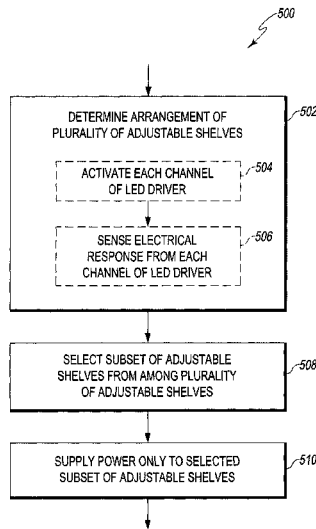 500
502
DETERMINE ARRANGEMENT OF
PLURALITY OF ADJUSTABLE SHELVES
504
ACTIVATE EACH CHANNEL
OF LED DRIVER
506
SENSE ELECTRICAL
RESPONSE FROM EACH
CHANNEL OF LED DRIVER
508
SELECT SUBSET OF ADJUSTABLE
SHELVES FROM AMONG PLURALITY
OF ADJUSTABLE SHELVES
510
SUPPLY POWER ONLY TO SELECTED
SUBSET OF ADJUSTABLE SHELVES